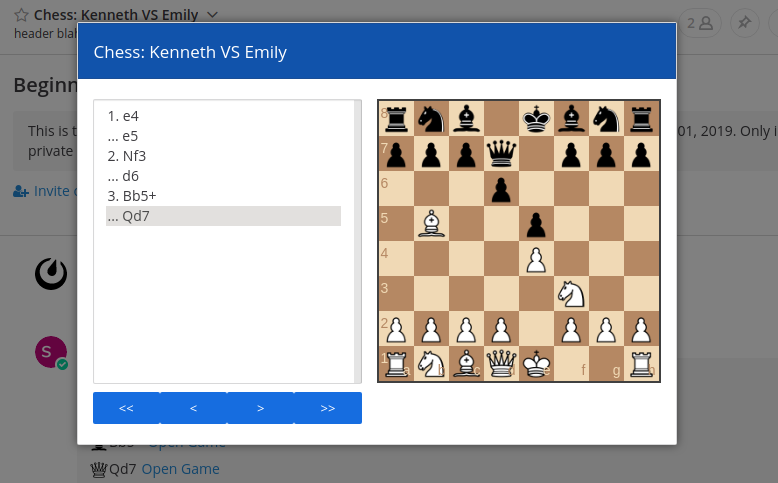 Chess: Kenneth VS Emily
header blah
2
Chess: Kenneth VS Emily
Beginn
This is t
01, 2019. Only i
private
Invite
1. e4
... e5
2. Nf3
... d6
3. Bb5+
... Qd7
8
7
6
5
4
3
2
1
a
b
c
d
e
f
g
h
S
<<
<
>
>>
Bb5 Open Game
Qd7 Open Game